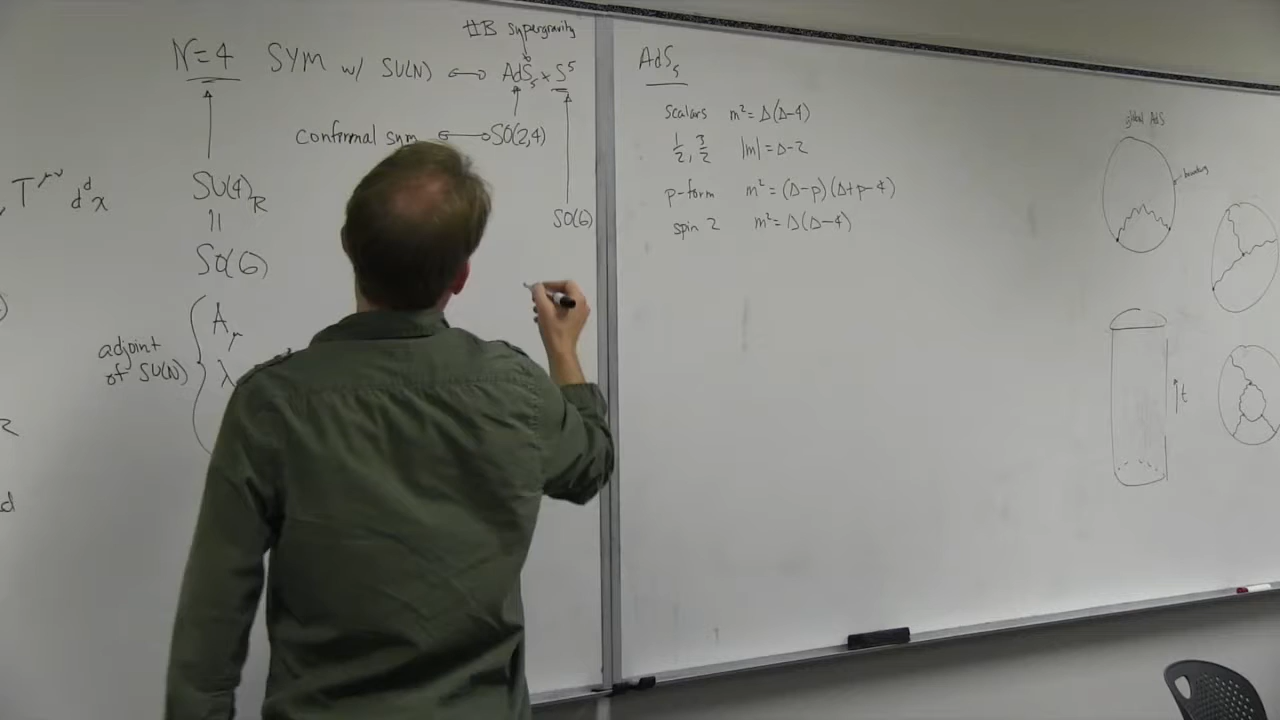 IIB supergravity
N=4 SYM w/ SU(N) ⟷ AdS₅ × S⁵
conformal sym ⟷ SO(2,4)
, T^{μν} d^d x
SU(4)_R
=
SO(6)
SO(6)
adjoint
of SU(N)
A_μ
λ
d
AdS₅
scalars m²=Δ(Δ-4)
1/2, 3/2 |m|=Δ-2
p-form m²=(Δ-p)(Δ+p-4)
spin 2 m²=Δ(Δ-4)
global AdS
boundary
t